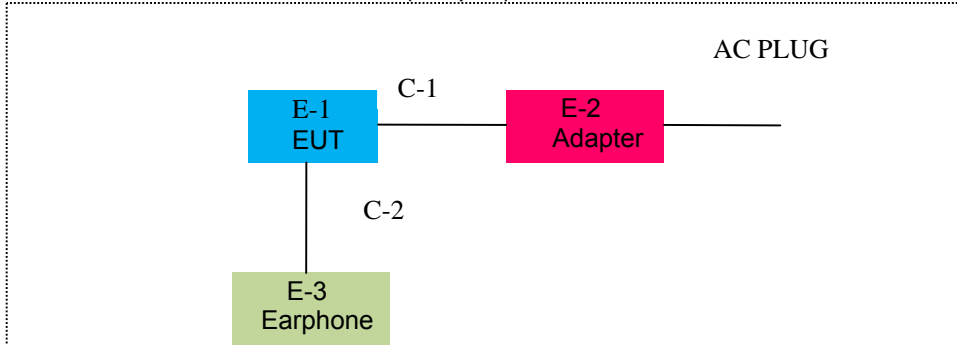 AC PLUG
C-1
E-1
EUT
E-2
Adapter
C-2
E-3
Earphone